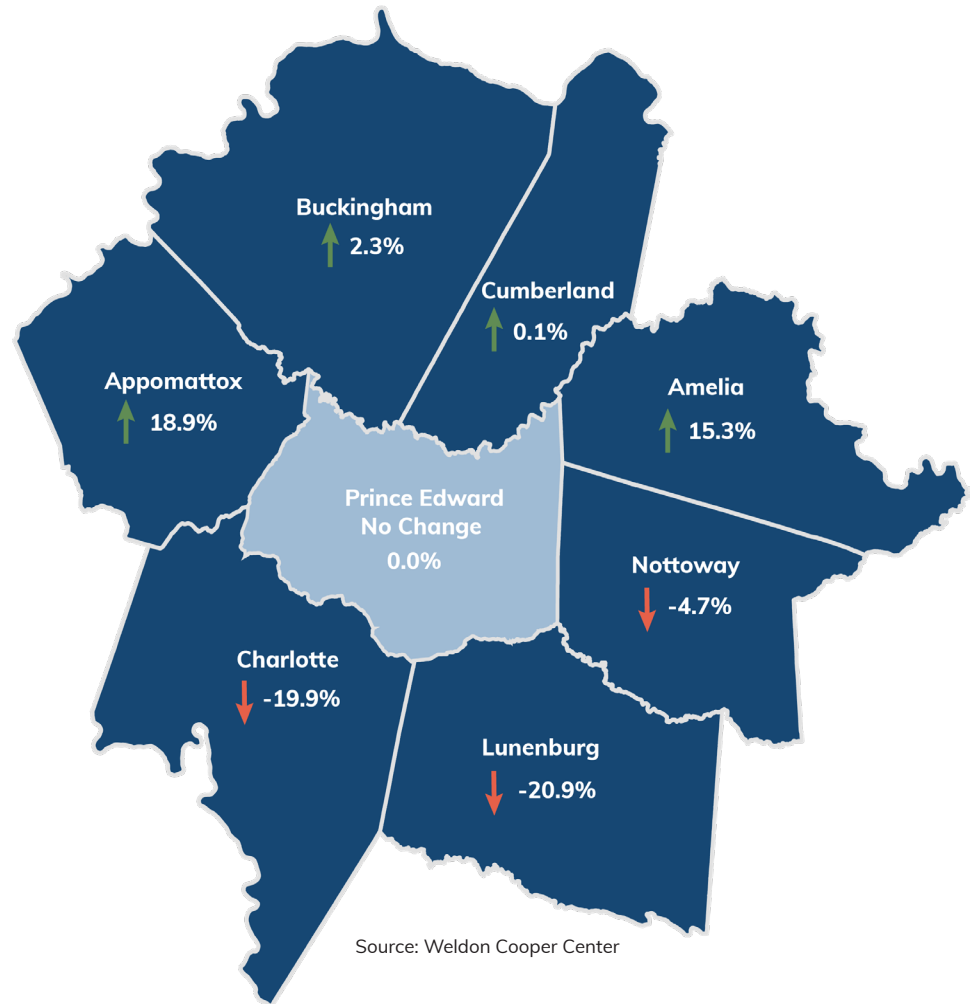 Buckingham
2.3%
Cumberland
0.1%
Appomattox
18.9%
Amelia
15.3%
Prince Edward
No Change
0.0%
Nottoway
-4.7%
Charlotte
-19.9%
Lunenburg
-20.9%
Source: Weldon Cooper Center